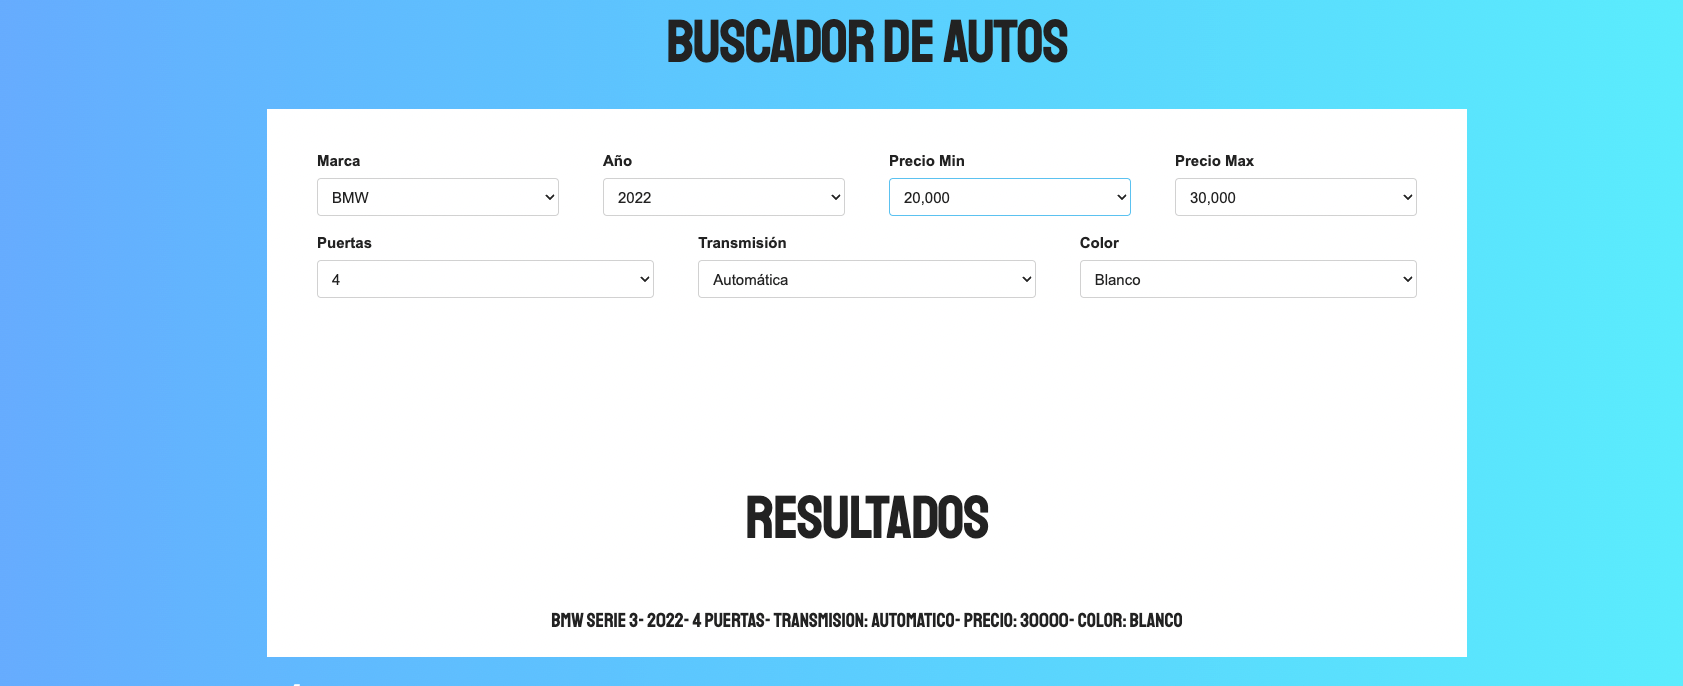 BUSCADOR DE AUTOS
Marca Año Precio Min Precio Max
BMW 2022 20,000 30,000
Puertas Transmisión Color
4 Automática Blanco
RESULTADOS
BMW SERIE 3- 2022- 4 PUERTAS- TRANSMISION: AUTOMATICO- PRECIO: 30000- COLOR: BLANCO